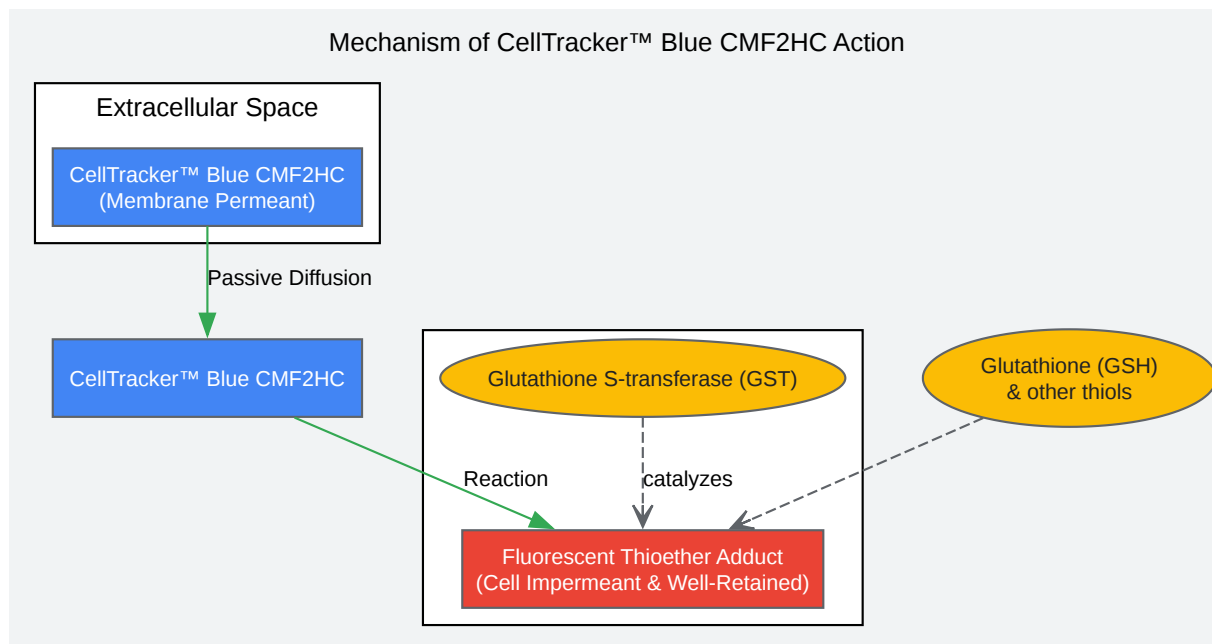 Mechanism of CellTracker™ Blue CMF2HC Action
Extracellular Space
CellTracker™ Blue CMF2HC
(Membrane Permeant)
Passive Diffusion
CellTracker™ Blue CMF2HC
Glutathione S-transferase (GST)
Glutathione (GSH)
& other thiols
Reaction
catalyzes
Fluorescent Thioether Adduct
(Cell Impermeant & Well-Retained)